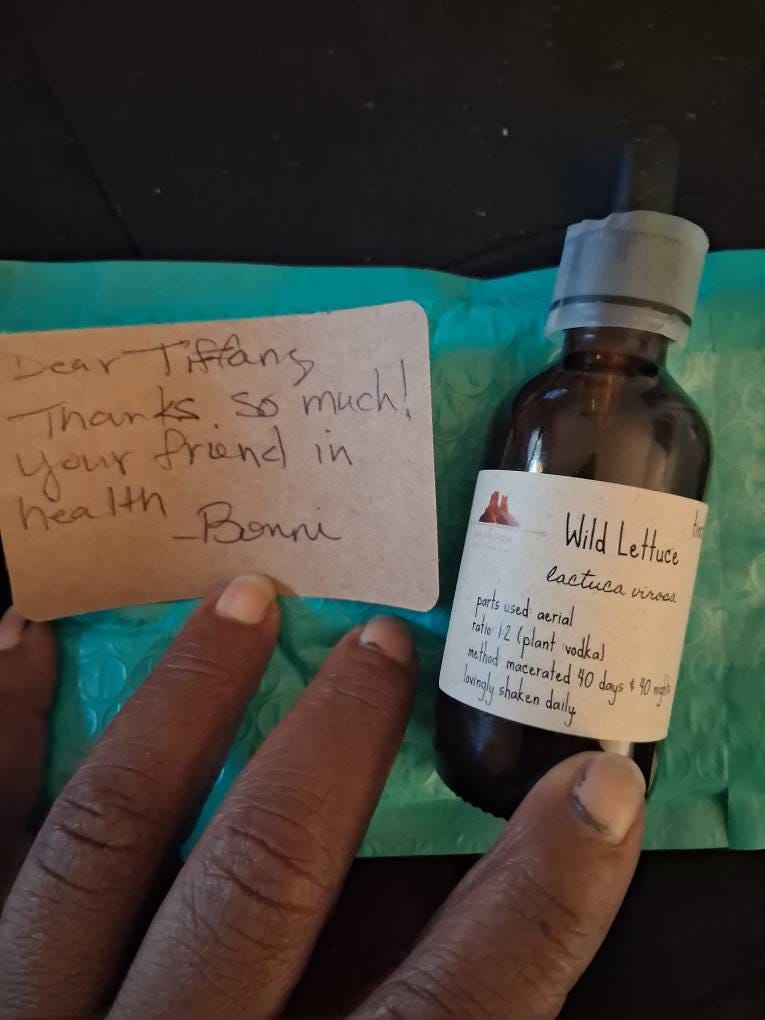 Dear Tiffany
Thanks so much!
Your friend in
health
-Bonni
Wild Lettuce
lactuca virosa
parts used: aerial
ratio 1:2 (plant:vodka)
method: macerated 40 days & 40 nights
lovingly shaken daily